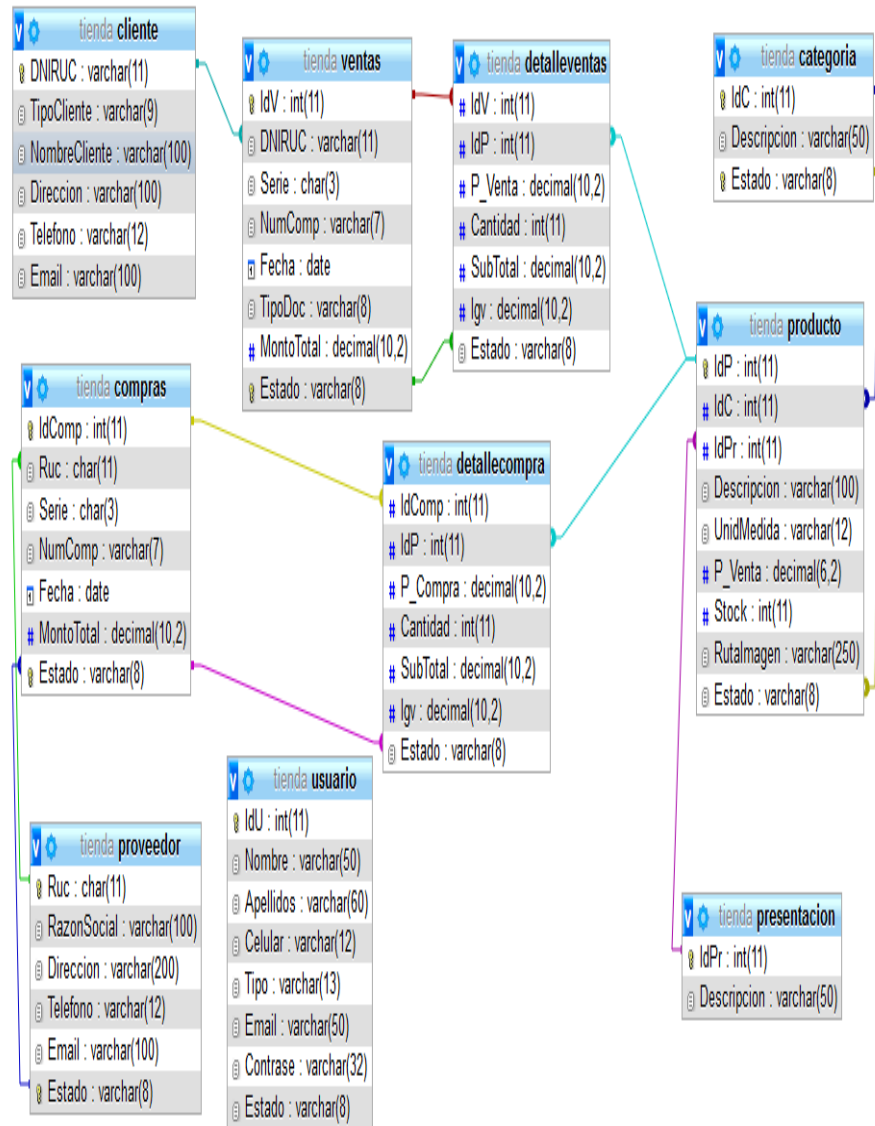 tienda cliente
DNIRUC : varchar(11)
TipoCliente : varchar(9)
NombreCliente : varchar(100)
Direccion : varchar(100)
Telefono : varchar(12)
Email : varchar(100)
tienda ventas
IdV : int(11)
DNIRUC : varchar(11)
Serie : char(3)
NumComp : varchar(7)
Fecha : date
TipoDoc : varchar(8)
MontoTotal : decimal(10,2)
Estado : varchar(8)
tienda detalleventas
IdV : int(11)
IdP : int(11)
P_Venta : decimal(10,2)
Cantidad : int(11)
SubTotal : decimal(10,2)
Igv : decimal(10,2)
Estado : varchar(8)
tienda categoria
IdC : int(11)
Descripcion : varchar(50)
Estado : varchar(8)
tienda compras
IdComp : int(11)
Ruc : char(11)
Serie : char(3)
NumComp : varchar(7)
Fecha : date
MontoTotal : decimal(10,2)
Estado : varchar(8)
tienda detallecompra
IdComp : int(11)
IdP : int(11)
P_Compra : decimal(10,2)
Cantidad : int(11)
SubTotal : decimal(10,2)
Igv : decimal(10,2)
Estado : varchar(8)
tienda producto
IdP : int(11)
IdC : int(11)
IdPr : int(11)
Descripcion : varchar(100)
UnidMedida : varchar(12)
P_Venta : decimal(6,2)
Stock : int(11)
RutaImagen : varchar(250)
Estado : varchar(8)
tienda proveedor
Ruc : char(11)
RazonSocial : varchar(100)
Direccion : varchar(200)
Telefono : varchar(12)
Email : varchar(100)
Estado : varchar(8)
tienda usuario
IdU : int(11)
Nombre : varchar(50)
Apellidos : varchar(60)
Celular : varchar(12)
Tipo : varchar(13)
Email : varchar(50)
Contrase : varchar(32)
Estado : varchar(8)
tienda presentacion
IdPr : int(11)
Descripcion : varchar(50)